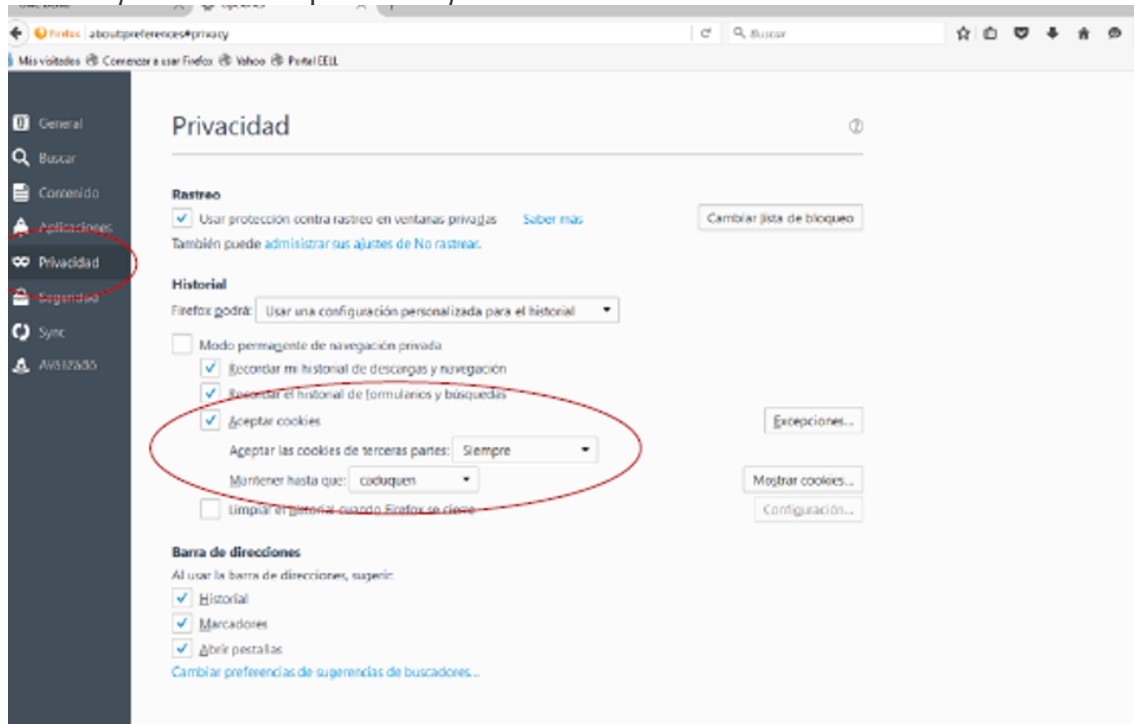 Firefox about:preferences#privacy
Buscar
Más visitados Comenzar a usar Firefox Yahoo Portal EELL
General
Buscar
Contenido
Aplicaciones
Privacidad
Seguridad
Sync
Avanzado
Privacidad
Rastreo
Usar protección contra rastreo en ventanas privadas Saber más Cambiar lista de bloqueo
También puede administrar sus ajustes de No rastrear.
Historial
Firefox podrá: Usar una configuración personalizada para el historial
Modo permanente de navegación privada
Recordar mi historial de descargas y navegación
Recordar el historial de formularios y búsquedas
Aceptar cookies Excepciones...
Aceptar las cookies de terceras partes: Siempre
Mantener hasta que: caduquen Mostrar cookies...
Limpiar el historial cuando Firefox se cierre Configuración...
Barra de direcciones
Al usar la barra de direcciones, sugerir:
Historial
Marcadores
Abrir pestañas
Cambiar preferencias de sugerencias de buscadores...